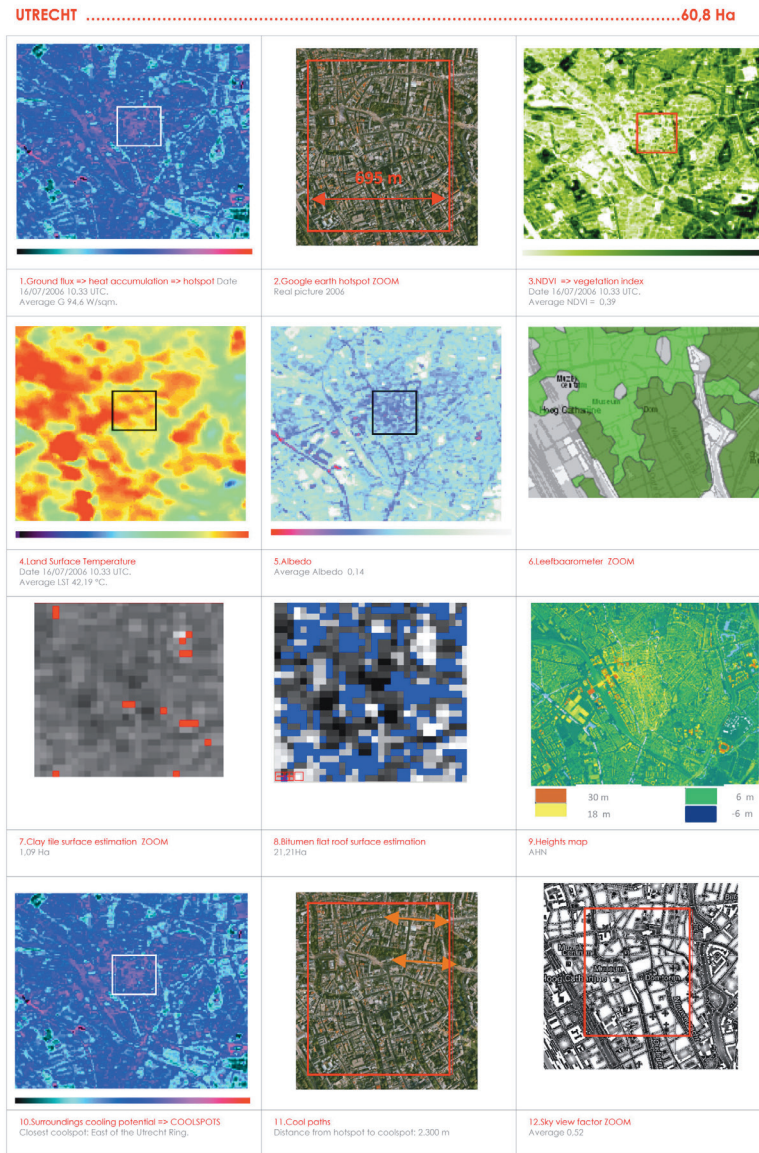 UTRECHT ........................................................60,8 Ha
695 m
1.Ground flux => heat accumulation => hotspot Date
16/07/2006 10.33 UTC.
Average G 94,6 W/sqm.
2.Google earth hotspot ZOOM
Real picture 2006
3.NDVI => vegetation index
Date 16/07/2006 10.33 UTC.
Average NDVI = 0,39
Museum
4.Land Surface Temperature
Date 16/07/2006 10.33 UTC.
Average LST 42,19 °C.
5.Albedo
Average Albedo 0,14
6.Leefbaarometer ZOOM
30 m
6 m
18 m
-6 m
7.Clay tile surface estimation ZOOM
1,09 Ha
8.Bitumen flat roof surface estimation
21,21Ha
9.Heights map
AHN
Museum
10.Surroundings cooling potential => COOLSPOTS
Closest coolspot: East of the Utrecht Ring.
11.Cool paths
Distance from hotspot to coolspot: 2.300 m
12.Sky view factor ZOOM
Average 0.52